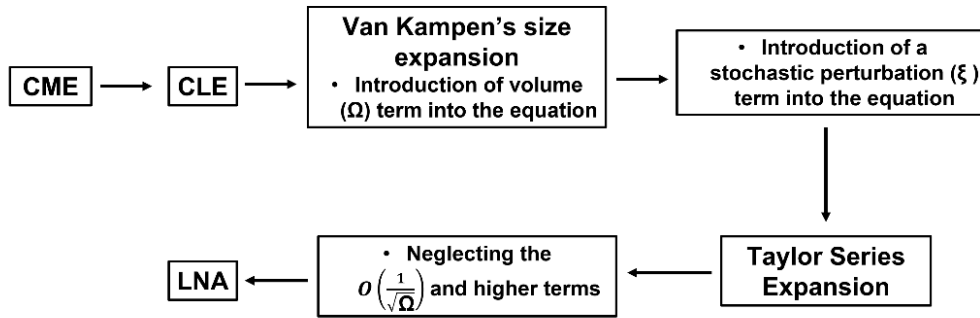 CME
CLE
Van Kampen's size
expansion
• Introduction of volume
(Ω) term into the equation
• Introduction of a
stochastic perturbation (ξ )
term into the equation
Taylor Series
Expansion
• Neglecting the
O(1/√Ω) and higher terms
LNA